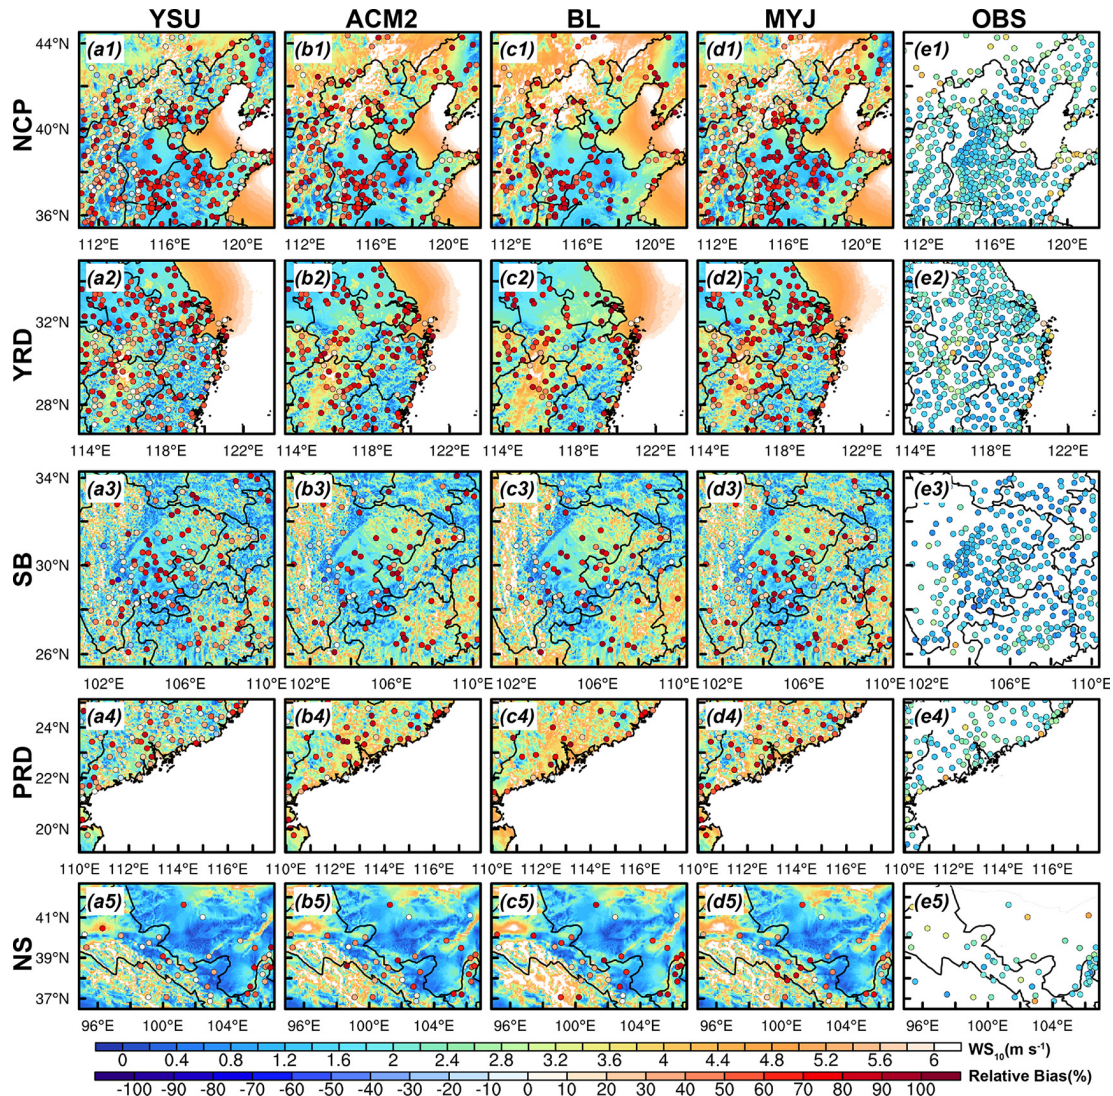 YSU ACM2 BL MYJ OBS
NCP
44°N
40°N
36°N
(a1) (b1) (c1) (d1) (e1)
112°E 116°E 120°E 112°E 116°E 120°E 112°E 116°E 120°E 112°E 116°E 120°E 112°E 116°E 120°E
YRD
32°N
28°N
(a2) (b2) (c2) (d2) (e2)
114°E 118°E 122°E 114°E 118°E 122°E 114°E 118°E 122°E 114°E 118°E 122°E 114°E 118°E 122°E
SB
34°N
30°N
26°N
(a3) (b3) (c3) (d3) (e3)
102°E 106°E 110°E 102°E 106°E 110°E 102°E 106°E 110°E 102°E 106°E 110°E 102°E 106°E 110°E
PRD
24°N
22°N
20°N
(a4) (b4) (c4) (d4) (e4)
110°E 112°E 114°E 116°E 110°E 112°E 114°E 116°E 110°E 112°E 114°E 116°E 110°E 112°E 114°E 116°E 110°E 112°E 114°E 116°E
NS
41°N
39°N
37°N
(a5) (b5) (c5) (d5) (e5)
96°E 100°E 104°E 96°E 100°E 104°E 96°E 100°E 104°E 96°E 100°E 104°E 96°E 100°E 104°E
0 0.4 0.8 1.2 1.6 2 2.4 2.8 3.2 3.6 4 4.4 4.8 5.2 5.6 6 WS10(m s-1)
-100 -90 -80 -70 -60 -50 -40 -30 -20 -10 0 10 20 30 40 50 60 70 80 90 100 Relative Bias(%)